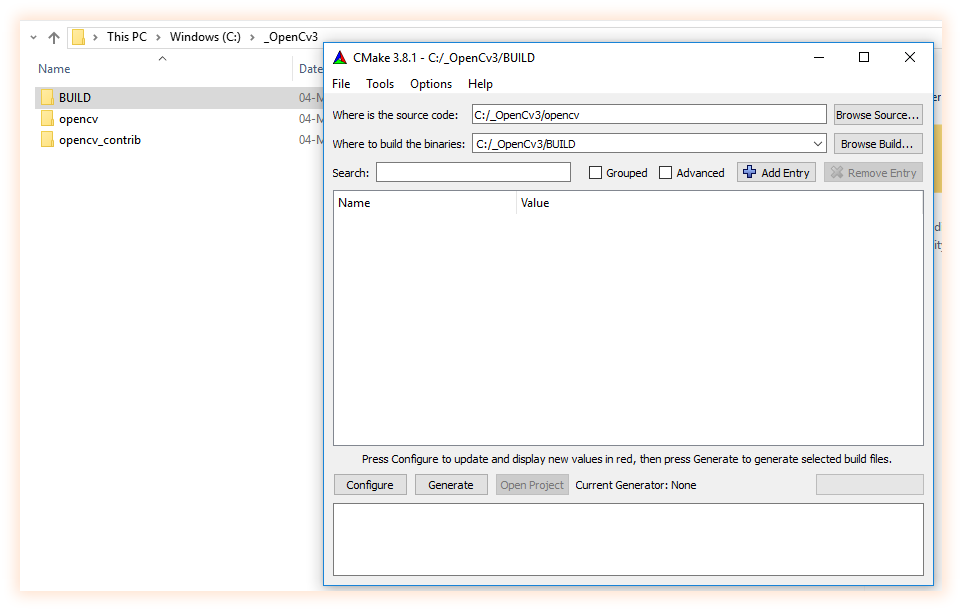 This PC > Windows (C:) > _OpenCv3
Name
Date
BUILD
04-M
opencv
04-M
opencv_contrib
04-M
CMake 3.8.1 - C:/_OpenCv3/BUILD
File Tools Options Help
Where is the source code: C:/_OpenCv3/opencv Browse Source...
Where to build the binaries: C:/_OpenCv3/BUILD Browse Build...
Search: Grouped Advanced Add Entry Remove Entry
Name Value
Press Configure to update and display new values in red, then press Generate to generate selected build files.
Configure Generate Open Project Current Generator: None